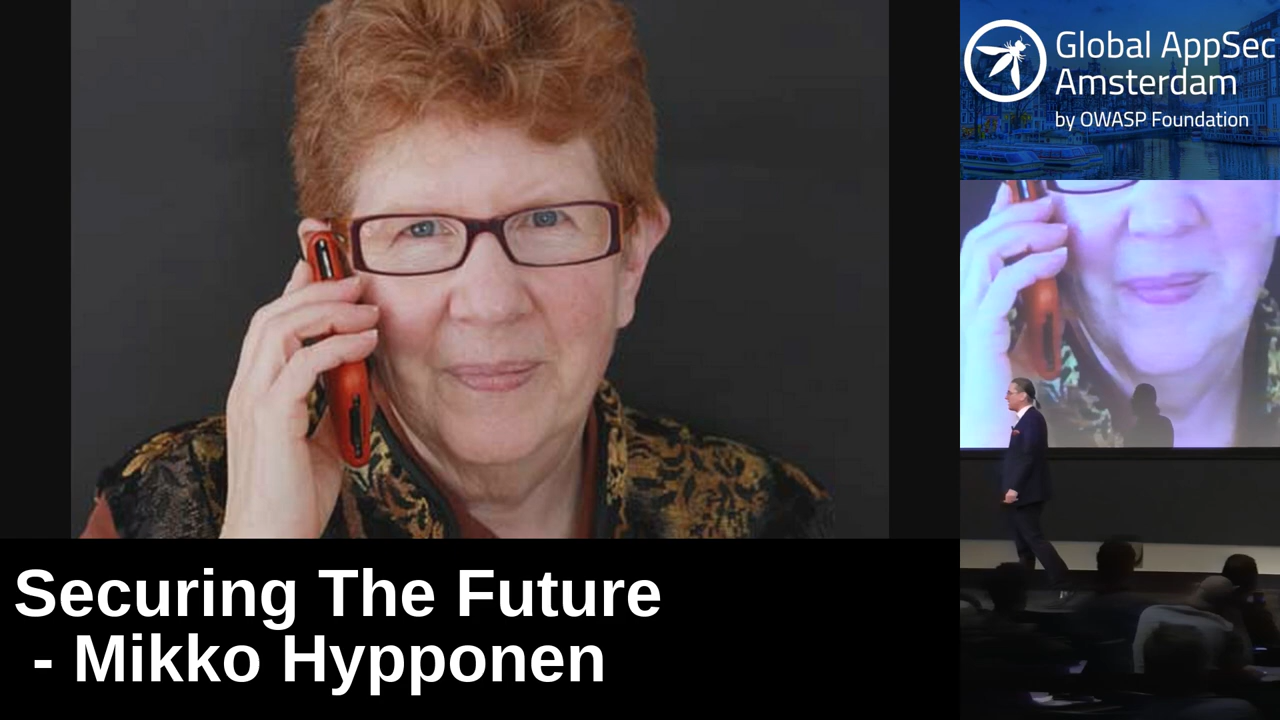 Global AppSec
Amsterdam
by OWASP Foundation
Securing The Future
- Mikko Hypponen